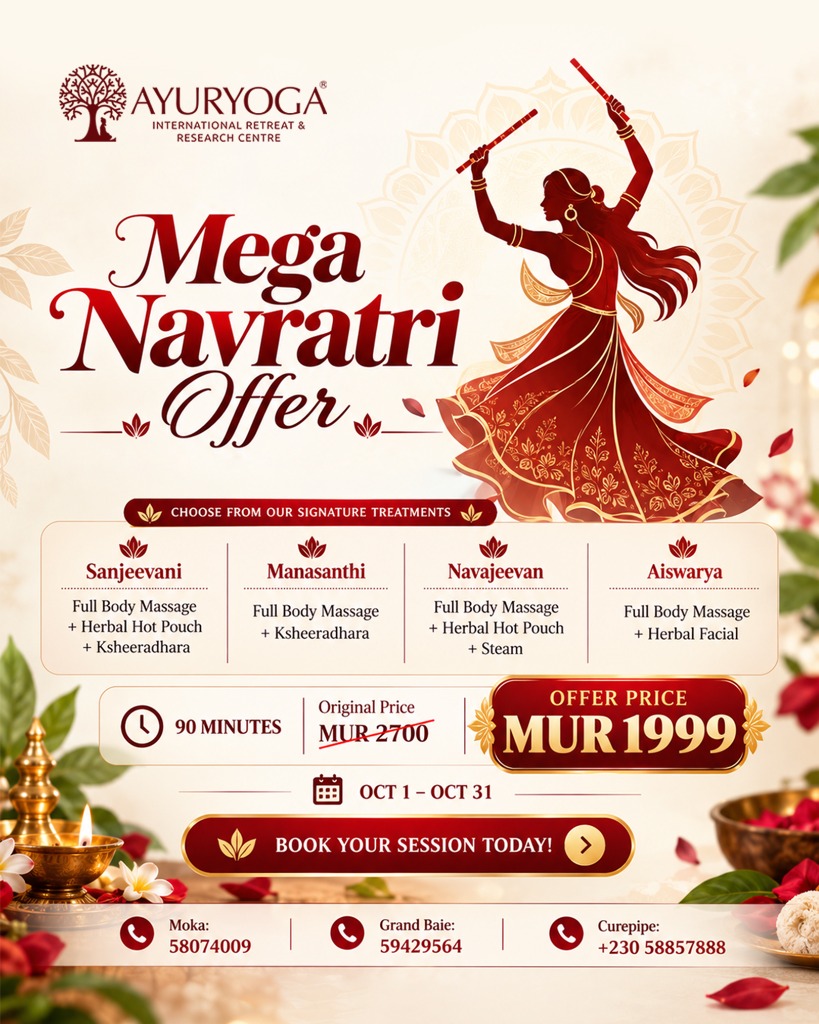 AYURYOGA®
INTERNATIONAL RETREAT &
RESEARCH CENTRE
Mega
Navratri
Offer
CHOOSE FROM OUR SIGNATURE TREATMENTS
Sanjeevani
Full Body Massage
+ Herbal Hot Pouch
+ Ksheeradhara
Manasanthi
Full Body Massage
+ Ksheeradhara
Navajeevan
Full Body Massage
+ Herbal Hot Pouch
+ Steam
Aiswarya
Full Body Massage
+ Herbal Facial
90 MINUTES
Original Price
MUR 2700
OFFER PRICE
MUR 1999
OCT 1 – OCT 31
BOOK YOUR SESSION TODAY!
Moka:
58074009
Grand Baie:
59429564
Curepipe:
+230 58857888